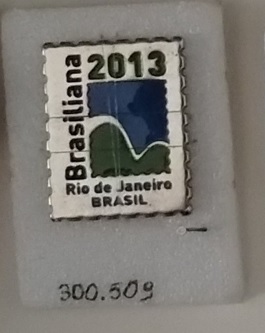 Brasiliana
2013
Rio de Janeiro
BRASIL
300.509